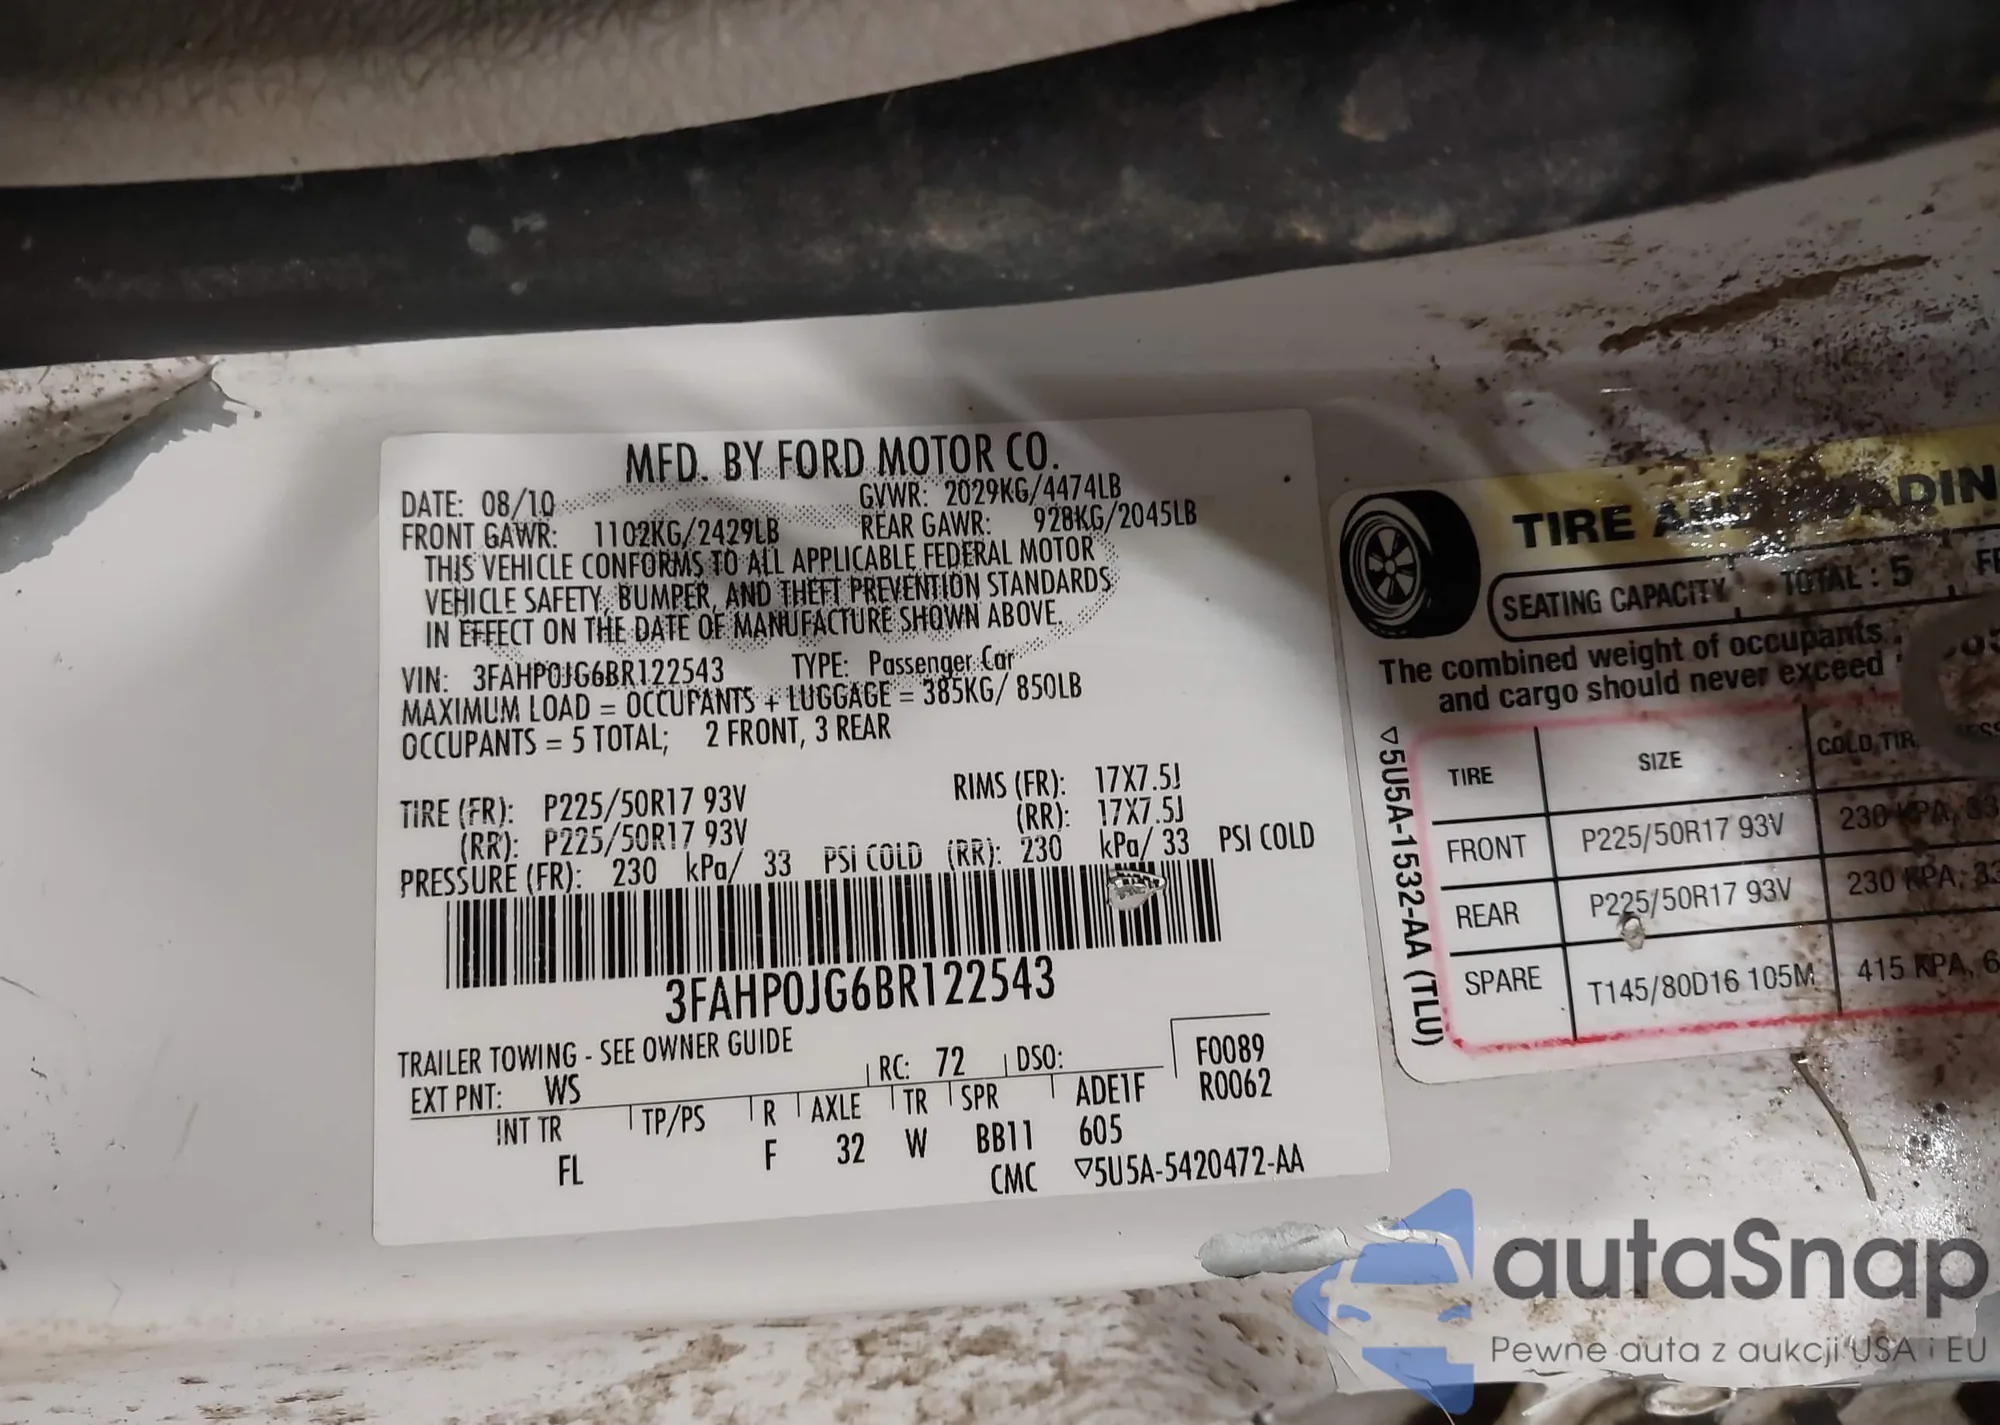 MFD. BY FORD MOTOR CO.
DATE: 08/10 GVWR: 2029KG/4474LB
FRONT GAWR: 1102KG/2429LB REAR GAWR: 928KG/2045LB
THIS VEHICLE CONFORMS TO ALL APPLICABLE FEDERAL MOTOR
VEHICLE SAFETY, BUMPER, AND THEFT PREVENTION STANDARDS
IN EFFECT ON THE DATE OF MANUFACTURE SHOWN ABOVE.
VIN: 3FAHP0JG6BR122543 TYPE: Passenger Car
MAXIMUM LOAD = OCCUPANTS + LUGGAGE = 385KG/ 850LB
OCCUPANTS = 5 TOTAL; 2 FRONT, 3 REAR
TIRE (FR): P225/50R17 93V RIMS (FR): 17X7.5J
(RR): P225/50R17 93V (RR): 17X7.5J
PRESSURE (FR): 230 kPa/ 33 PSI COLD (RR): 230 kPa/ 33 PSI COLD
3FAHP0JG6BR122543
TRAILER TOWING - SEE OWNER GUIDE
EXT PNT: WS RC: 72 DSO: F0089
INT TR TP/PS R AXLE TR SPR ADE1F R0062
FL F 32 W BB11 605
CMC ▽5U5A-5420472-AA
TIRE AND LOADIN
SEATING CAPACITY TOTAL : 5
The combined weight of occupants
and cargo should never exceed
▽5U5A-1532-AA (TLU)
TIRE SIZE COLD TIR
FRONT P225/50R17 93V 230 KPA, 33
REAR P225/50R17 93V 230 KPA, 33
SPARE T145/80D16 105M 415 KPA, 6
autaSnap
Pewne auta z aukcji USA i EU